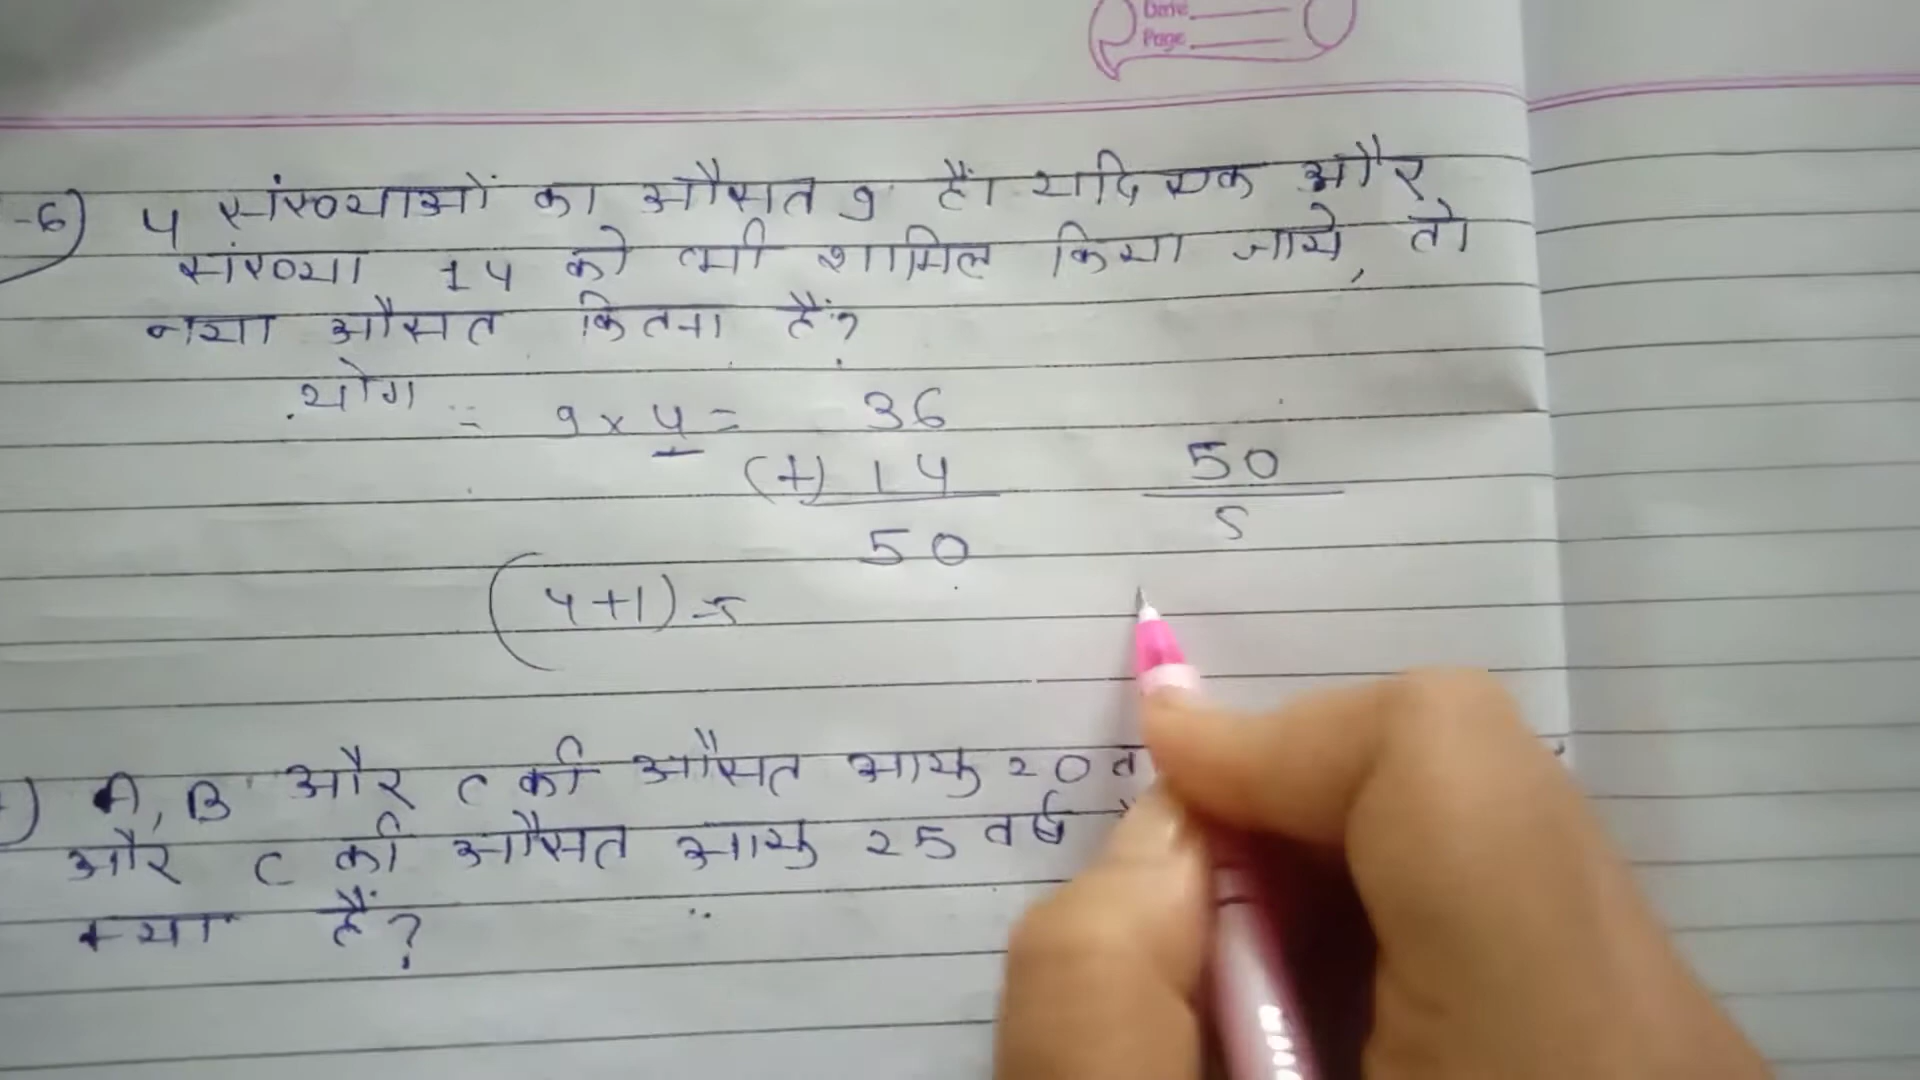 Date
Page
-6) 4 संख्याओं का औसत 9 हैं। यदि एक और
संख्या 14 को भी शामिल किया जाये, तो
नया औसत कितना हैं?
योग = 9 × 4 = 36
(+) 14
50
50
5
(4+1) = 5
) A, B और C की औसत आयु 20 व
और C की औसत आयु 25 वर्ष है
क्या हैं?